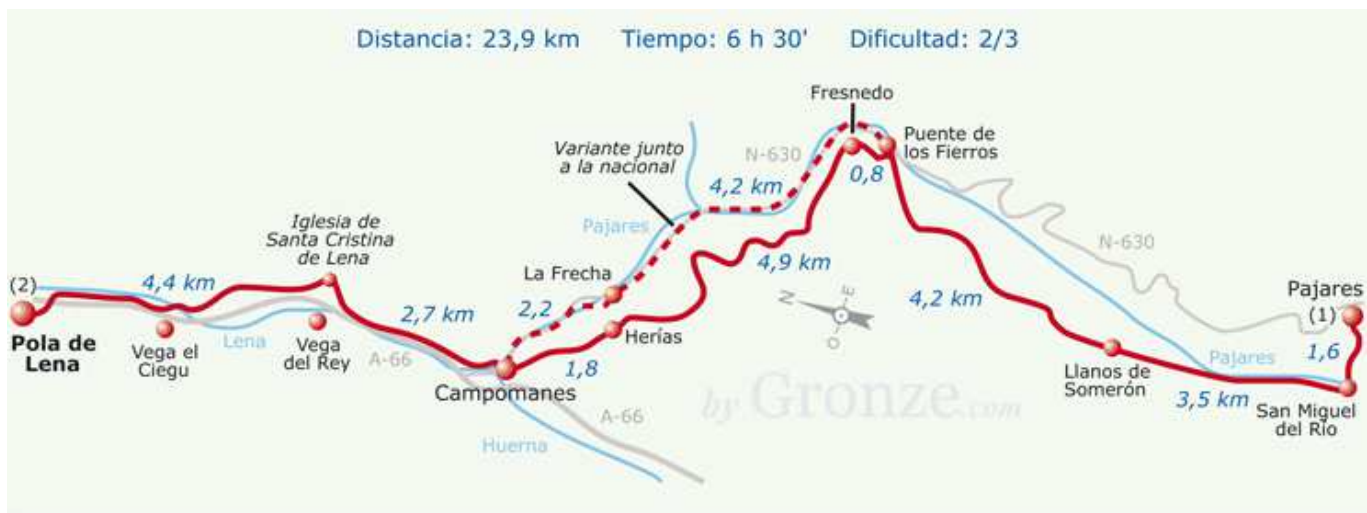 Distancia: 23,9 km Tiempo: 6 h 30' Dificultad: 2/3
Fresnedo
Puente de
los Fierros
N-630
Variante junto
a la nacional
4,2 km
0,8
Iglesia de
Santa Cristina
de Lena
Pajares
N-630
4,9 km
La Frecha
(2)
4,4 km
Pajares
(1)
N
E
O
4,2 km
2,7 km
2,2
Herías
Pola de
Lena
Vega el
Ciegu
Lena
Vega
del Rey
A-66
1,8
Campomanes
Llanos de
Somerón
Pajares
1,6
3,5 km
San Miguel
del Río
by Gronze.com
A-66
Huerna